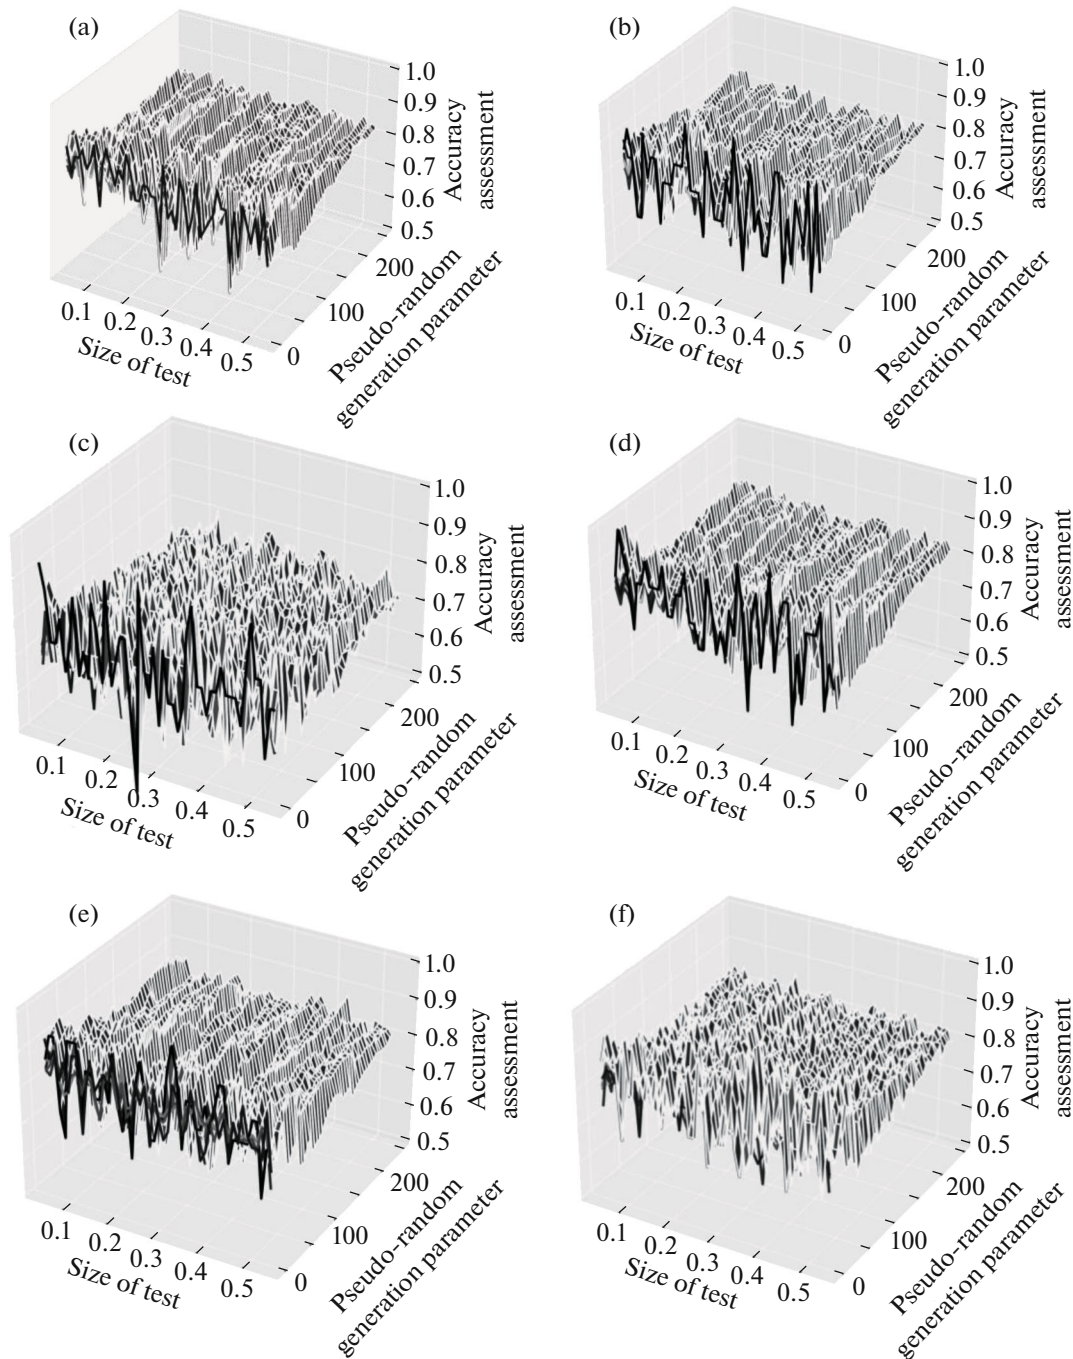 (a)
1.0
0.9
0.8
0.7
0.6
0.5
Accuracy
assessment
200
100
0
Pseudo-random
generation parameter
0.1
0.2
0.3
0.4
0.5
Size of test
(b)
1.0
0.9
0.8
0.7
0.6
0.5
Accuracy
assessment
200
100
0
Pseudo-random
generation parameter
0.1
0.2
0.3
0.4
0.5
Size of test
(c)
1.0
0.9
0.8
0.7
0.6
0.5
Accuracy
assessment
200
100
0
Pseudo-random
generation parameter
0.1
0.2
0.3
0.4
0.5
Size of test
(d)
1.0
0.9
0.8
0.7
0.6
0.5
Accuracy
assessment
200
100
0
Pseudo-random
generation parameter
0.1
0.2
0.3
0.4
0.5
Size of test
(e)
1.0
0.9
0.8
0.7
0.6
0.5
Accuracy
assessment
200
100
0
Pseudo-random
generation parameter
0.1
0.2
0.3
0.4
0.5
Size of test
(f)
1.0
0.9
0.8
0.7
0.6
0.5
Accuracy
assessment
200
100
0
Pseudo-random
generation parameter
0.1
0.2
0.3
0.4
0.5
Size of test